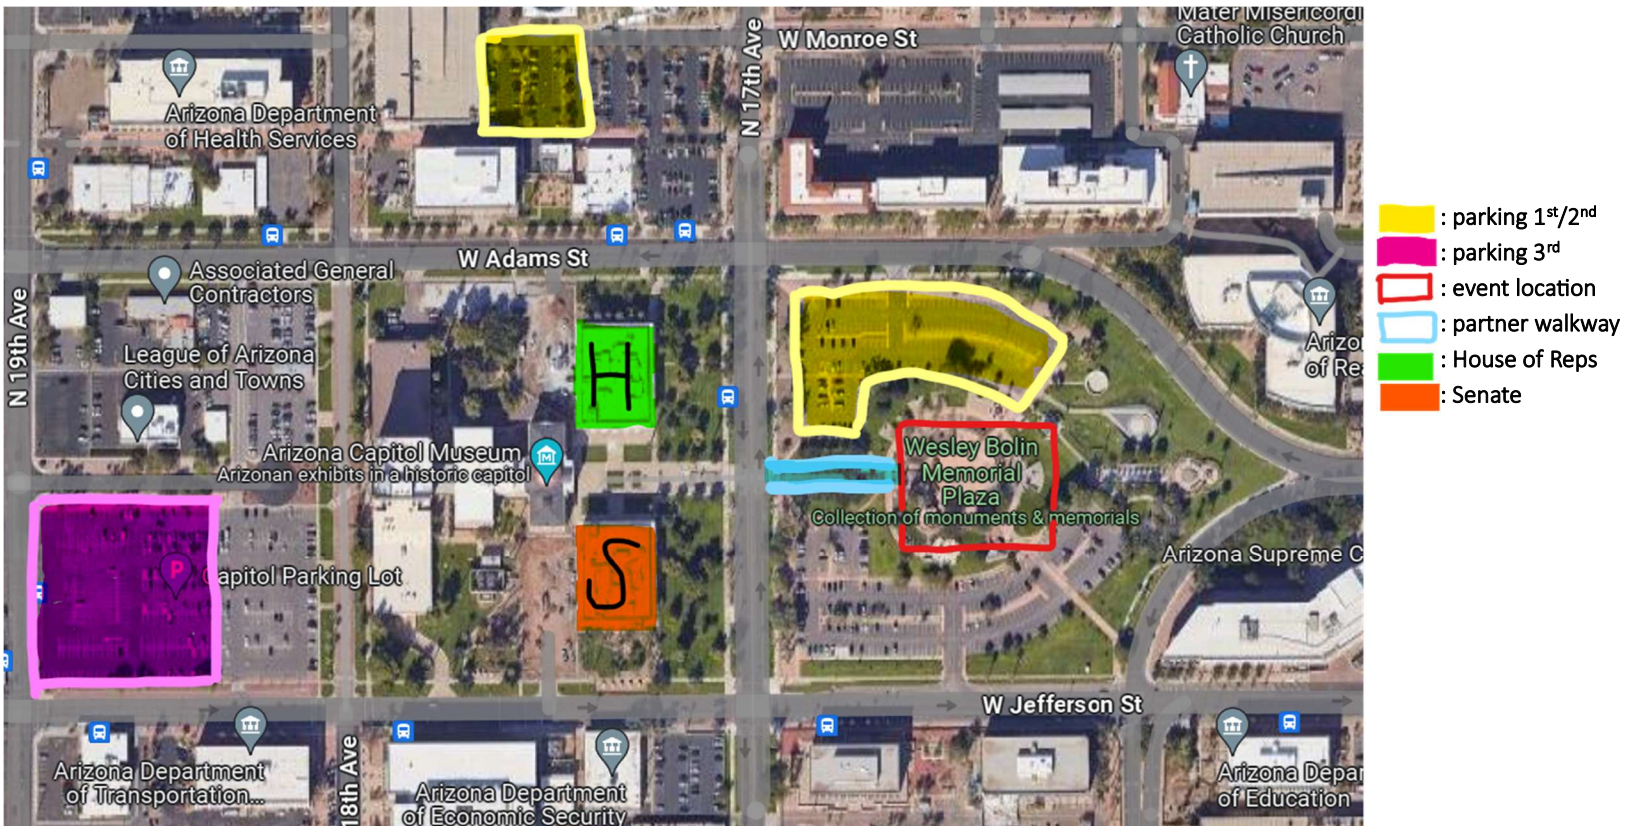 Mater Misericordi
Catholic Church
W Monroe St
N 17th Ave
Arizona Department
of Health Services
W Adams St
Associated General
Contractors
N 19th Ave
League of Arizona
Cities and Towns
H
Arizo
of Rea
Arizona Capitol Museum
Arizonan exhibits in a historic capitol
M
Wesley Bolin
Memorial
Plaza
Collection of monuments & memorials
S
P
Capitol Parking Lot
Arizona Supreme C
W Jefferson St
18th Ave
Arizona Department
of Transportation...
Arizona Department
of Economic Security
Arizona Depar
of Education
: parking 1st/2nd
: parking 3rd
: event location
: partner walkway
: House of Reps
: Senate